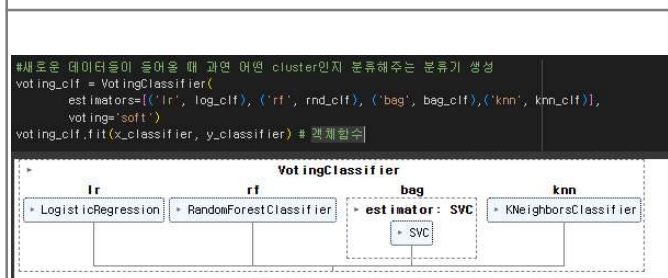 #새로운 데이터들이 들어올 때 과연 어떤 cluster인지 분류해주는 분류기 생성
voting_clf = VotingClassifier(
estimators=[('lr', log_clf), ('rf', rnd_clf), ('bag', bag_clf),('knn', knn_clf)],
voting='soft')
voting_clf.fit(x_classifier, y_classifier) # 객체함수
VotingClassifier
lr rf bag knn
LogisticRegression RandomForestClassifier estimator: SVC KNeighborsClassifier
SVC